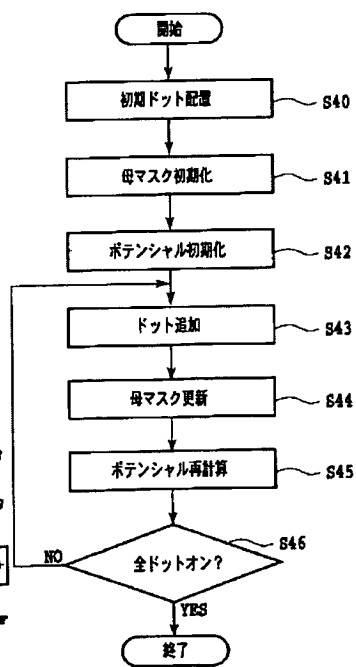 開始
初期ドット配置
S40
母マスク初期化
S41
ポテンシャル初期化
S42
ドット追加
S43
母マスク更新
S44
ポテンシャル再計算
S45
全ドットオン?
S46
NO
YES
終了